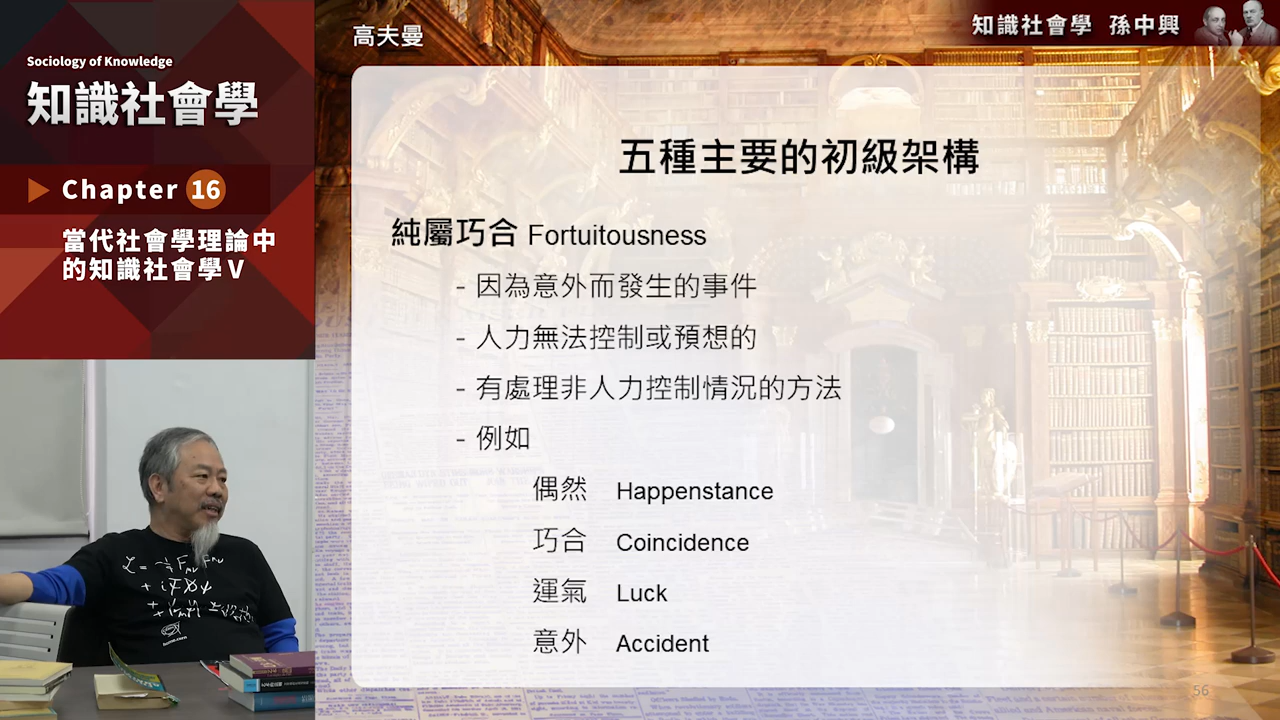 Sociology of Knowledge
知識社會學
Chapter 16
當代社會學理論中
的知識社會學 V
高夫曼
知識社會學 孫中興
五種主要的初級架構
純屬巧合 Fortuitousness
- 因為意外而發生的事件
- 人力無法控制或預想的
- 有處理非人力控制情況的方法
- 例如
偶然 Happenstance
巧合 Coincidence
運氣 Luck
意外 Accident
56